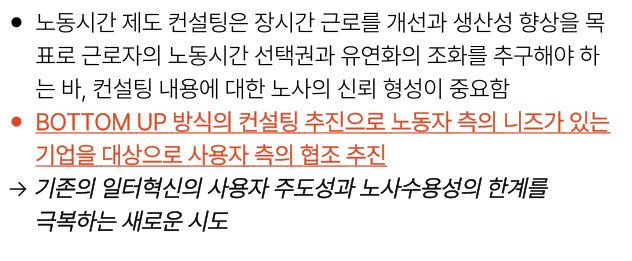 ● 노동시간 제도 컨설팅은 장시간 근로를 개선과 생산성 향상을 목
표로 근로자의 노동시간 선택권과 유연화의 조화를 추구해야 하
는 바, 컨설팅 내용에 대한 노사의 신뢰 형성이 중요함
● BOTTOM UP 방식의 컨설팅 추진으로 노동자 측의 니즈가 있는
기업을 대상으로 사용자 측의 협조 추진
→ 기존의 일터혁신의 사용자 주도성과 노사수용성의 한계를
극복하는 새로운 시도